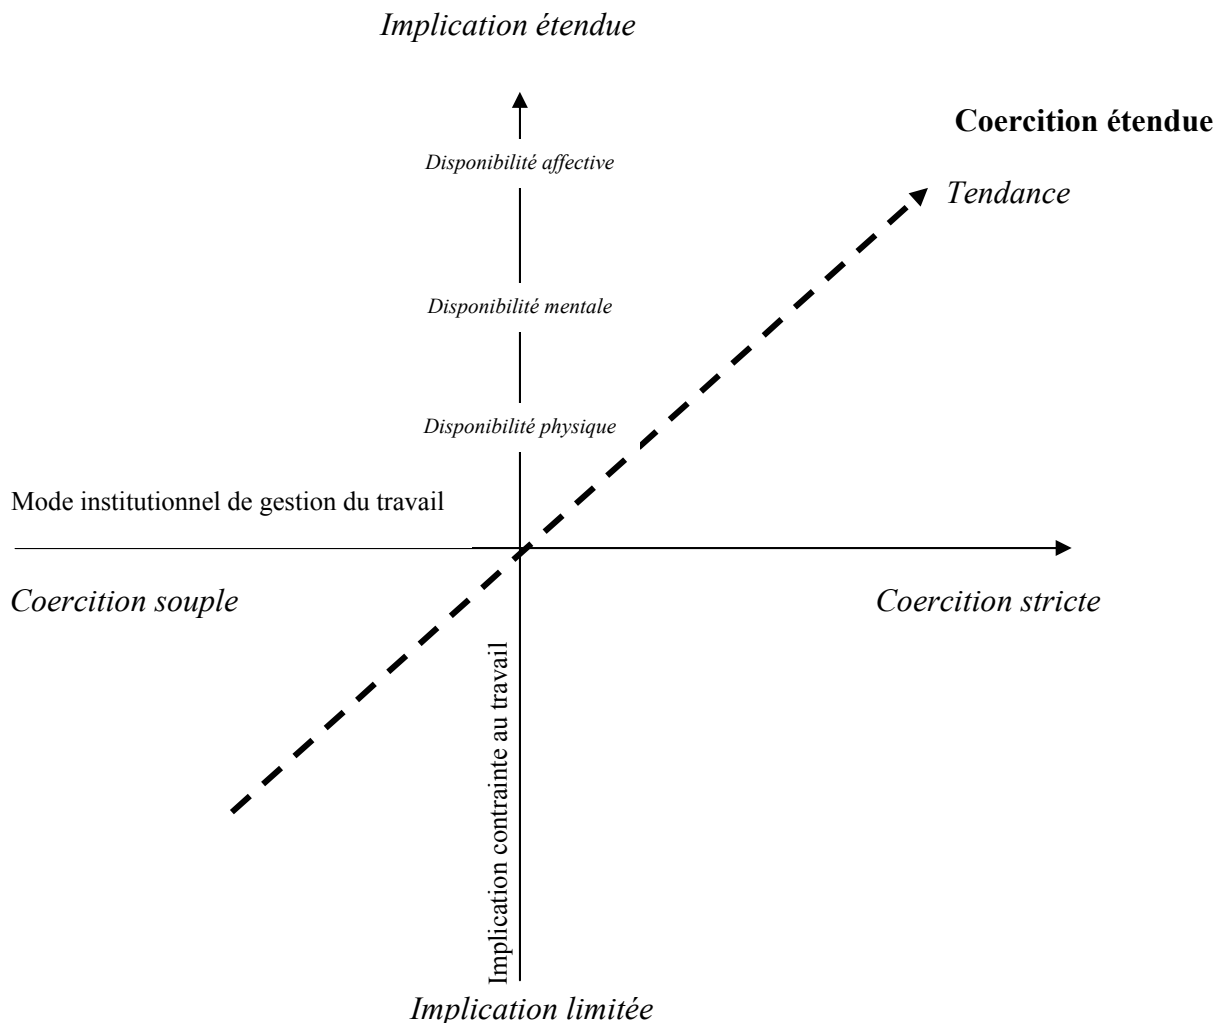 Implication étendue
Coercition étendue
Disponibilité affective
Tendance
Disponibilité mentale
Disponibilité physique
Mode institutionnel de gestion du travail
Coercition souple
Coercition stricte
Implication contrainte au travail
Implication limitée